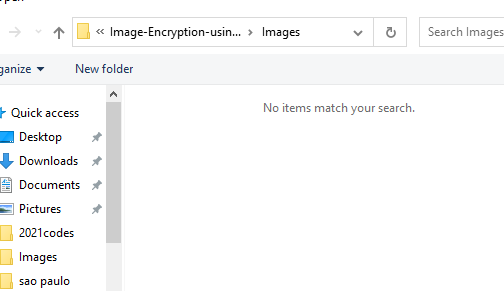 pen
Image-Encryption-usin... > Images
Search Images
ganize
New folder
No items match your search.
Quick access
Desktop
Downloads
Documents
Pictures
2021codes
Images
sao paulo